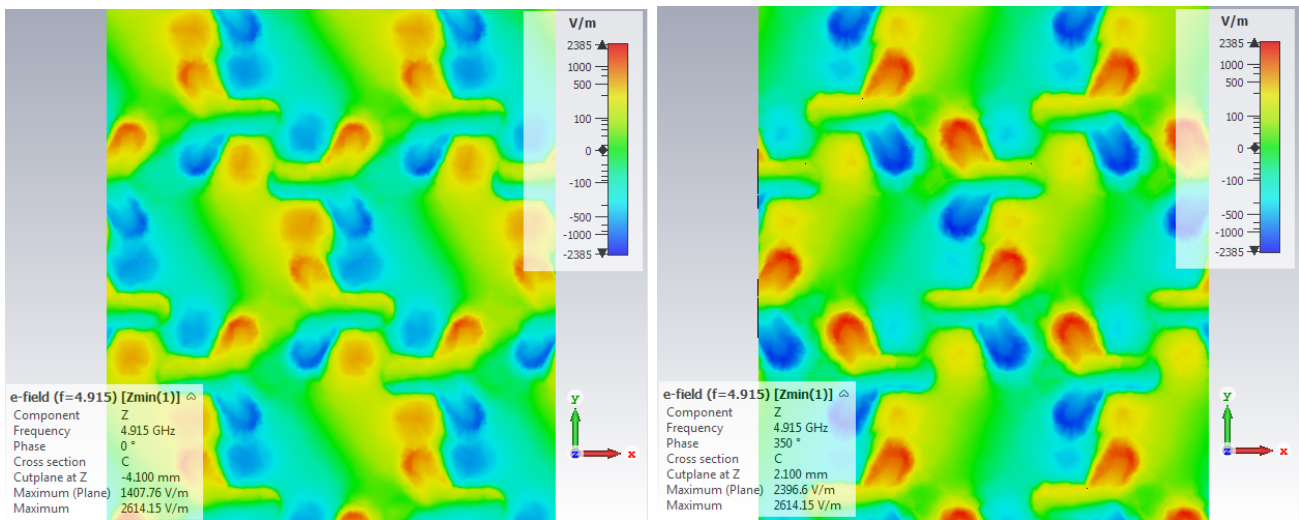 V/m
2385
1000
500
100
0
-100
-500
-1000
-2385
e-field (f=4.915) [Zmin(1)]
Component Z
Frequency 4.915 GHz
Phase 0 °
Cross section C
Cutplane at Z -4.100 mm
Maximum (Plane) 1407.76 V/m
Maximum 2614.15 V/m
y
z
x
V/m
2385
1000
500
100
0
-100
-500
-1000
-2385
e-field (f=4.915) [Zmin(1)]
Component Z
Frequency 4.915 GHz
Phase 350 °
Cross section C
Cutplane at Z 2.100 mm
Maximum (Plane) 2396.6 V/m
Maximum 2614.15 V/m
y
z
x